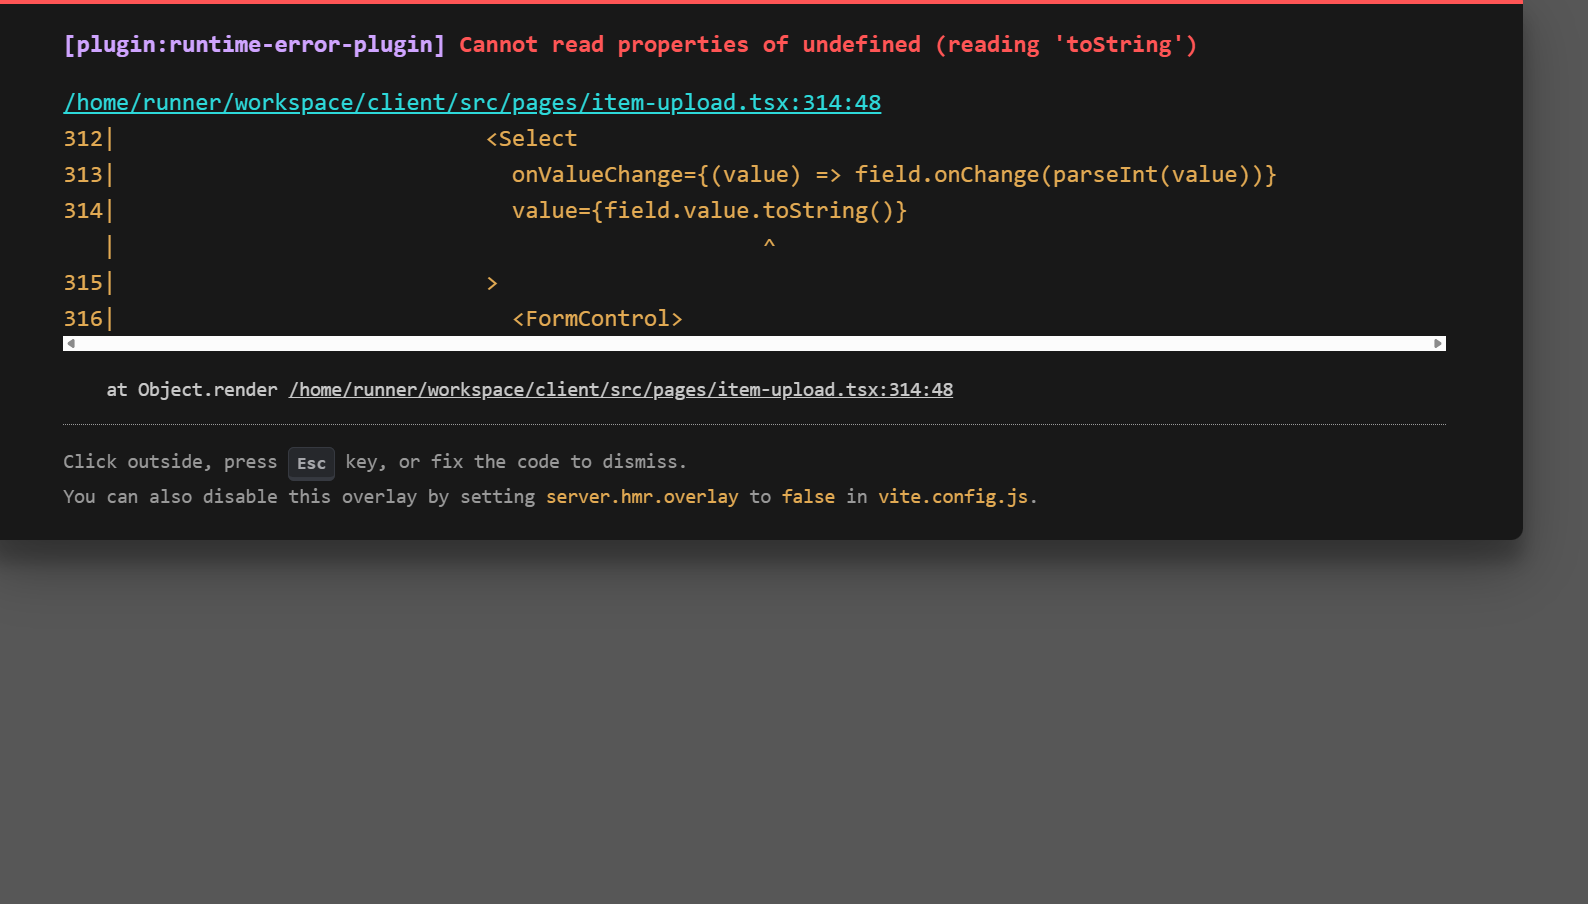 [plugin:runtime-error-plugin] Cannot read properties of undefined (reading 'toString')
/home/runner/workspace/client/src/pages/item-upload.tsx:314:48
312|                            <Select
313|                              onValueChange={(value) => field.onChange(parseInt(value))}
314|                              value={field.value.toString()}
   |                                                 ^
315|                            >
316|                              <FormControl>
at Object.render /home/runner/workspace/client/src/pages/item-upload.tsx:314:48
Click outside, press Esc key, or fix the code to dismiss.
You can also disable this overlay by setting server.hmr.overlay to false in vite.config.js.